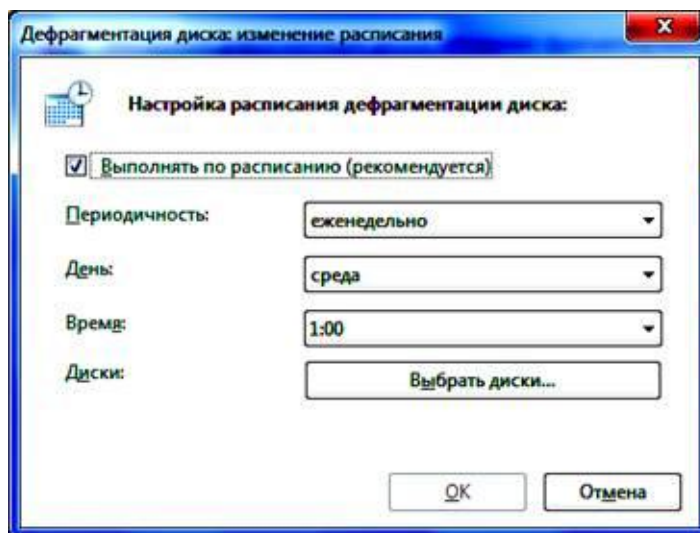 Дефрагментация диска: изменение расписания
Настройка расписания дефрагментации диска:
Выполнять по расписанию (рекомендуется)
Периодичность: еженедельно
День: среда
Время: 1:00
Диски: Выбрать диски...
OK Отмена